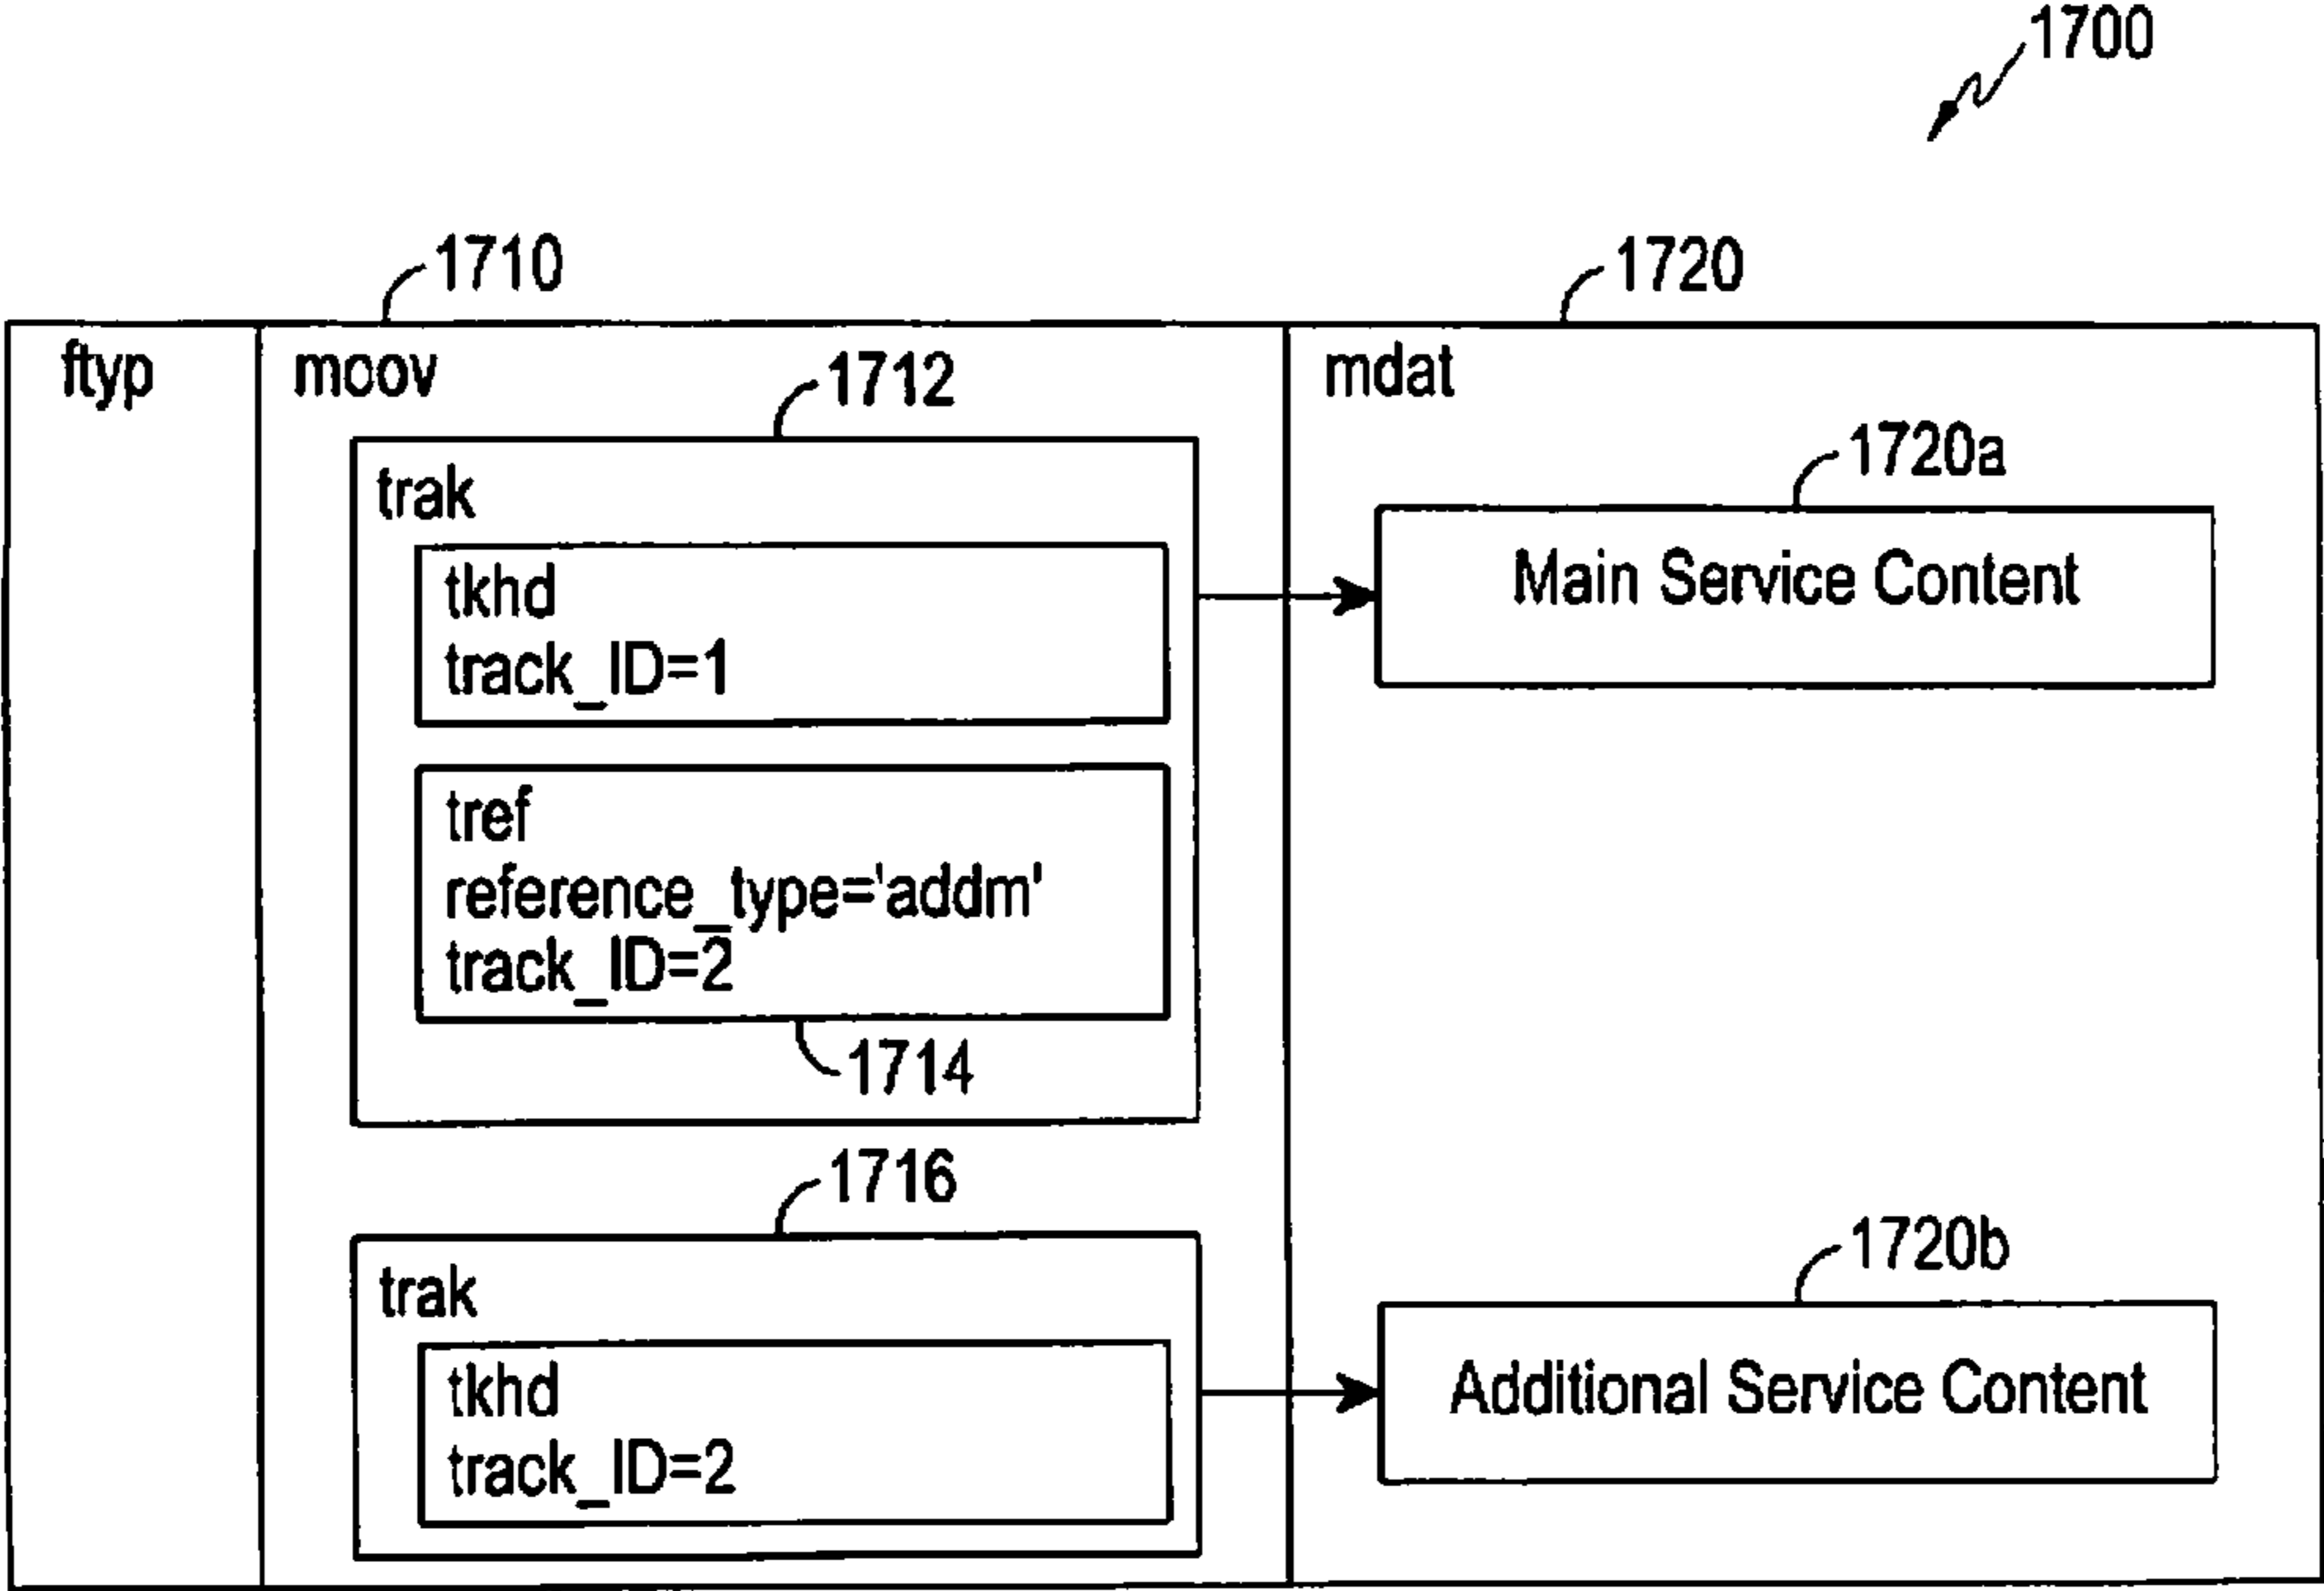 1700
1710
1720
ftyp
moov
mdat
1712
1720a
trak
Main Service Content
tkhd
track_ID=1
tref
reference_type='addm'
track_ID=2
1714
1716
1720b
trak
Additional Service Content
tkhd
track_ID=2